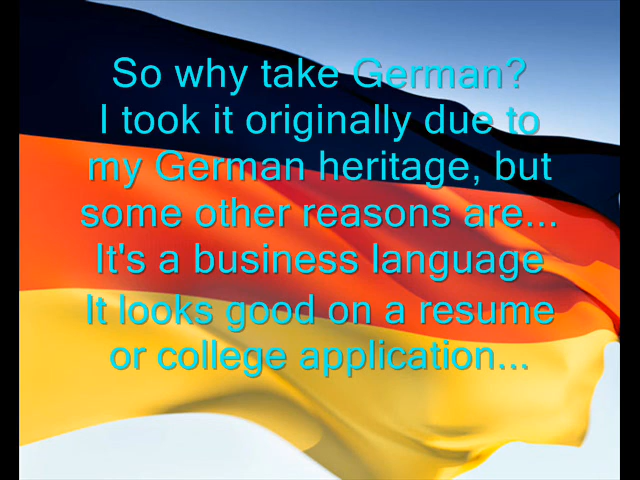 So why take German?
I took it originally due to
my German heritage, but
some other reasons are...
It's a business language
It looks good on a resume
or college application...